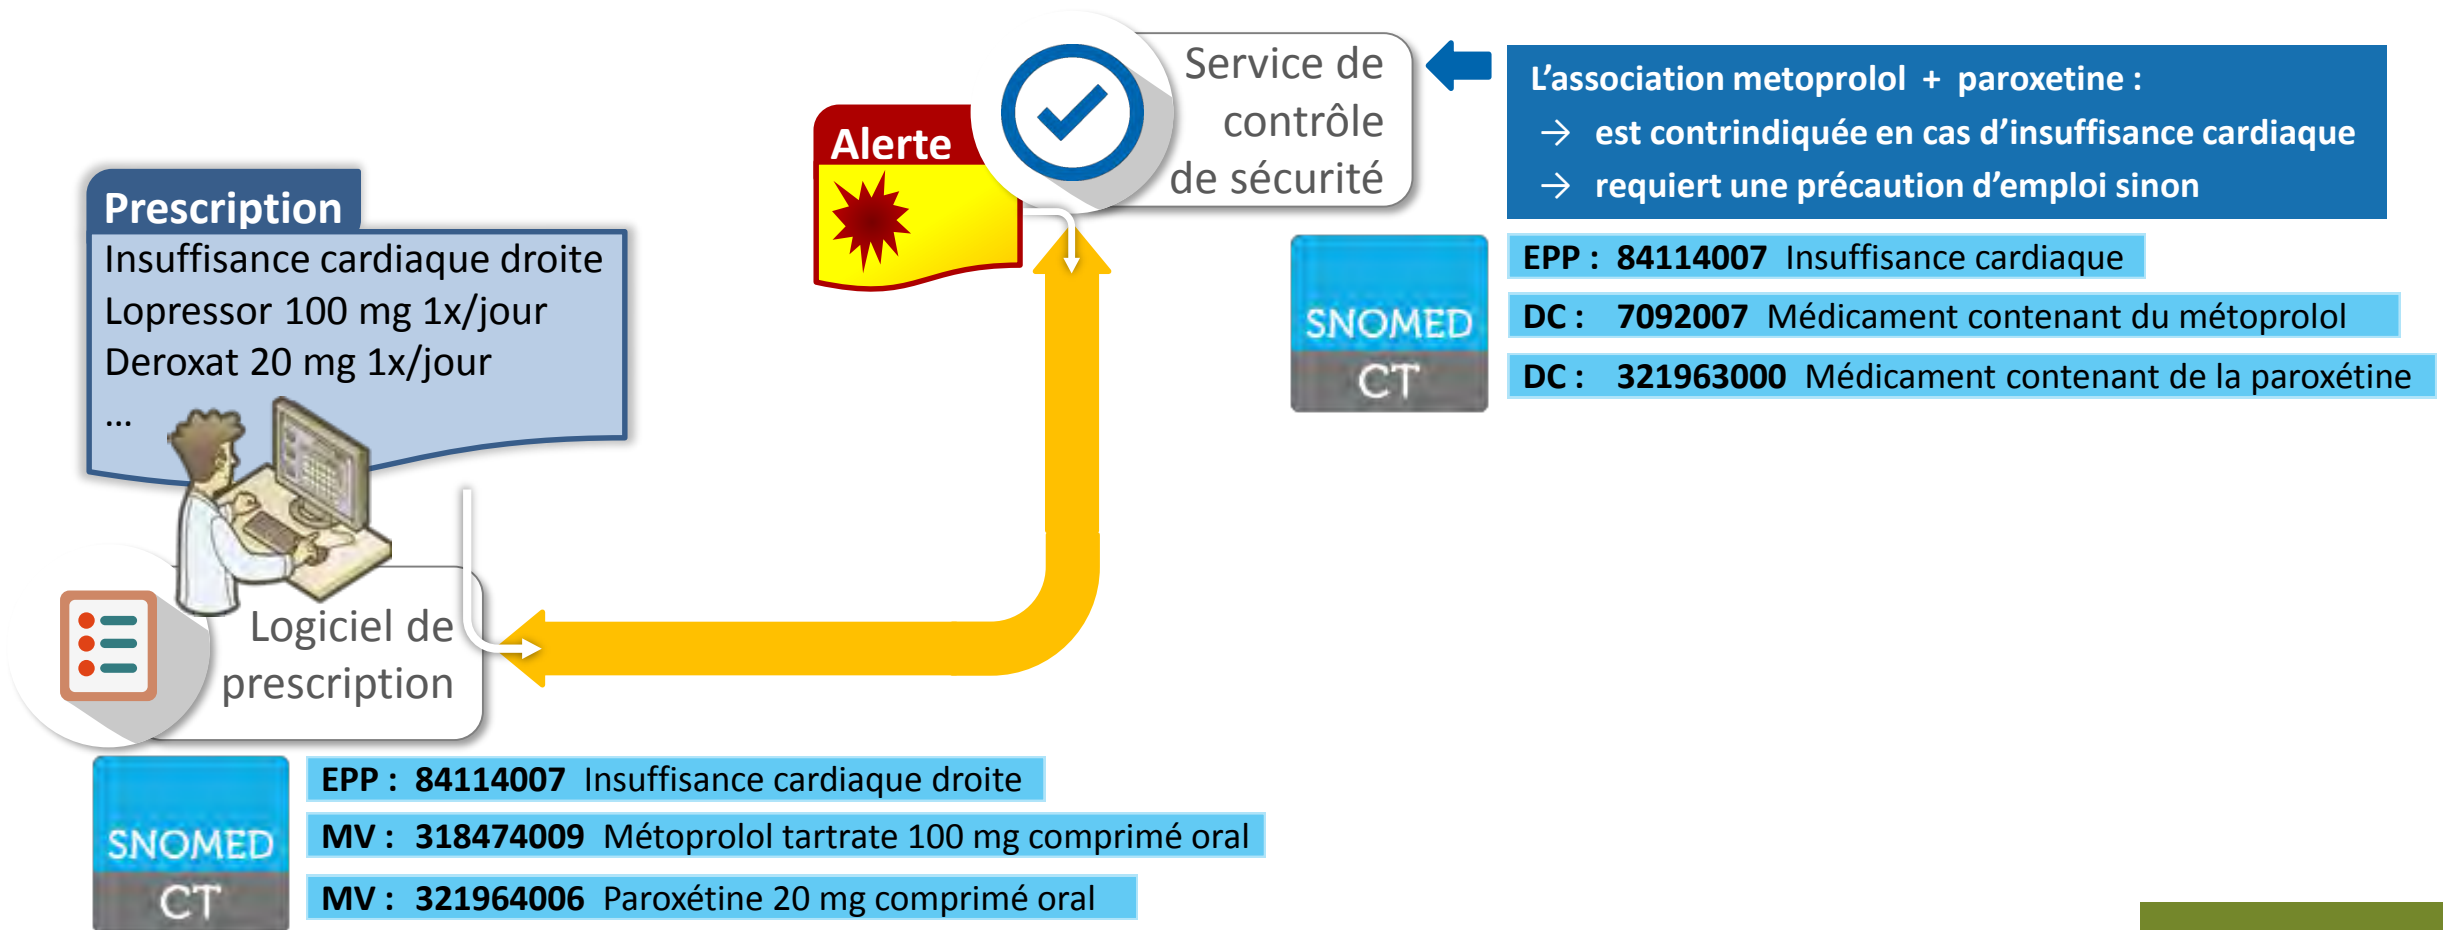 Prescription
Insuffisance cardiaque droite
Lopressor 100 mg 1x/jour
Deroxat 20 mg 1x/jour
...
Logiciel de
prescription
SNOMED
CT
EPP : 84114007 Insuffisance cardiaque droite
MV : 318474009 Métoprolol tartrate 100 mg comprimé oral
MV : 321964006 Paroxétine 20 mg comprimé oral
Alerte
Service de
contrôle
de sécurité
L'association metoprolol + paroxetine :
→ est contrindiquée en cas d'insuffisance cardiaque
→ requiert une précaution d'emploi sinon
SNOMED
CT
EPP : 84114007 Insuffisance cardiaque
DC : 7092007 Médicament contenant du métoprolol
DC : 321963000 Médicament contenant de la paroxétine